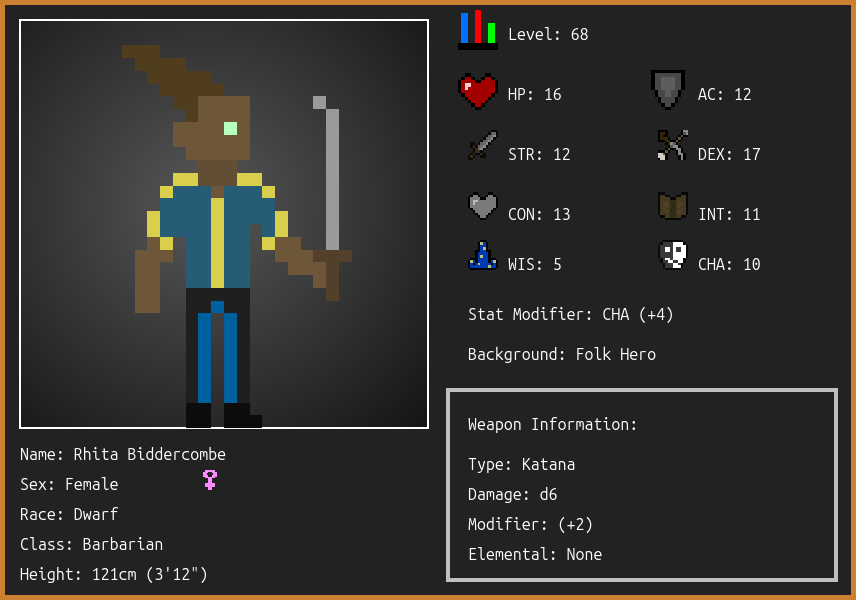 Level: 68
HP: 16
AC: 12
STR: 12
DEX: 17
CON: 13
INT: 11
WIS: 5
CHA: 10
Stat Modifier: CHA (+4)
Background: Folk Hero
Name: Rhita Biddercombe
Sex: Female
Race: Dwarf
Class: Barbarian
Height: 121cm (3'12")
Weapon Information:
Type: Katana
Damage: d6
Modifier: (+2)
Elemental: None